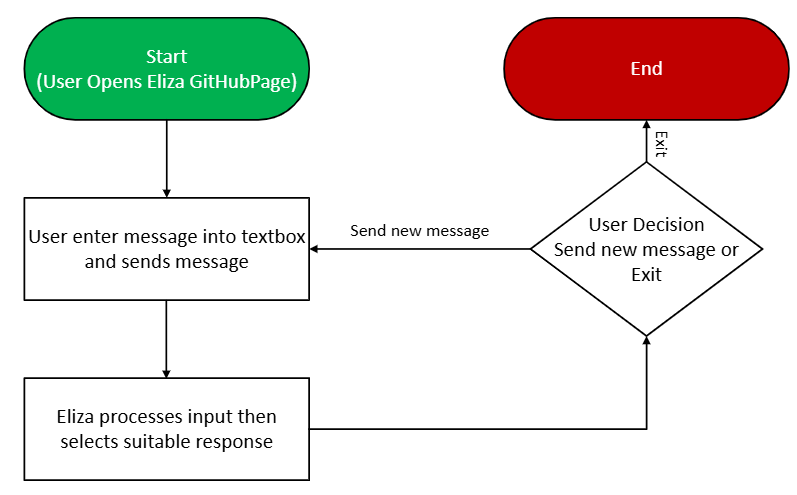 Start
(User Opens Eliza GitHubPage)
End
Exit
User enter message into textbox
and sends message
Send new message
User Decision
Send new message or
Exit
Eliza processes input then
selects suitable response